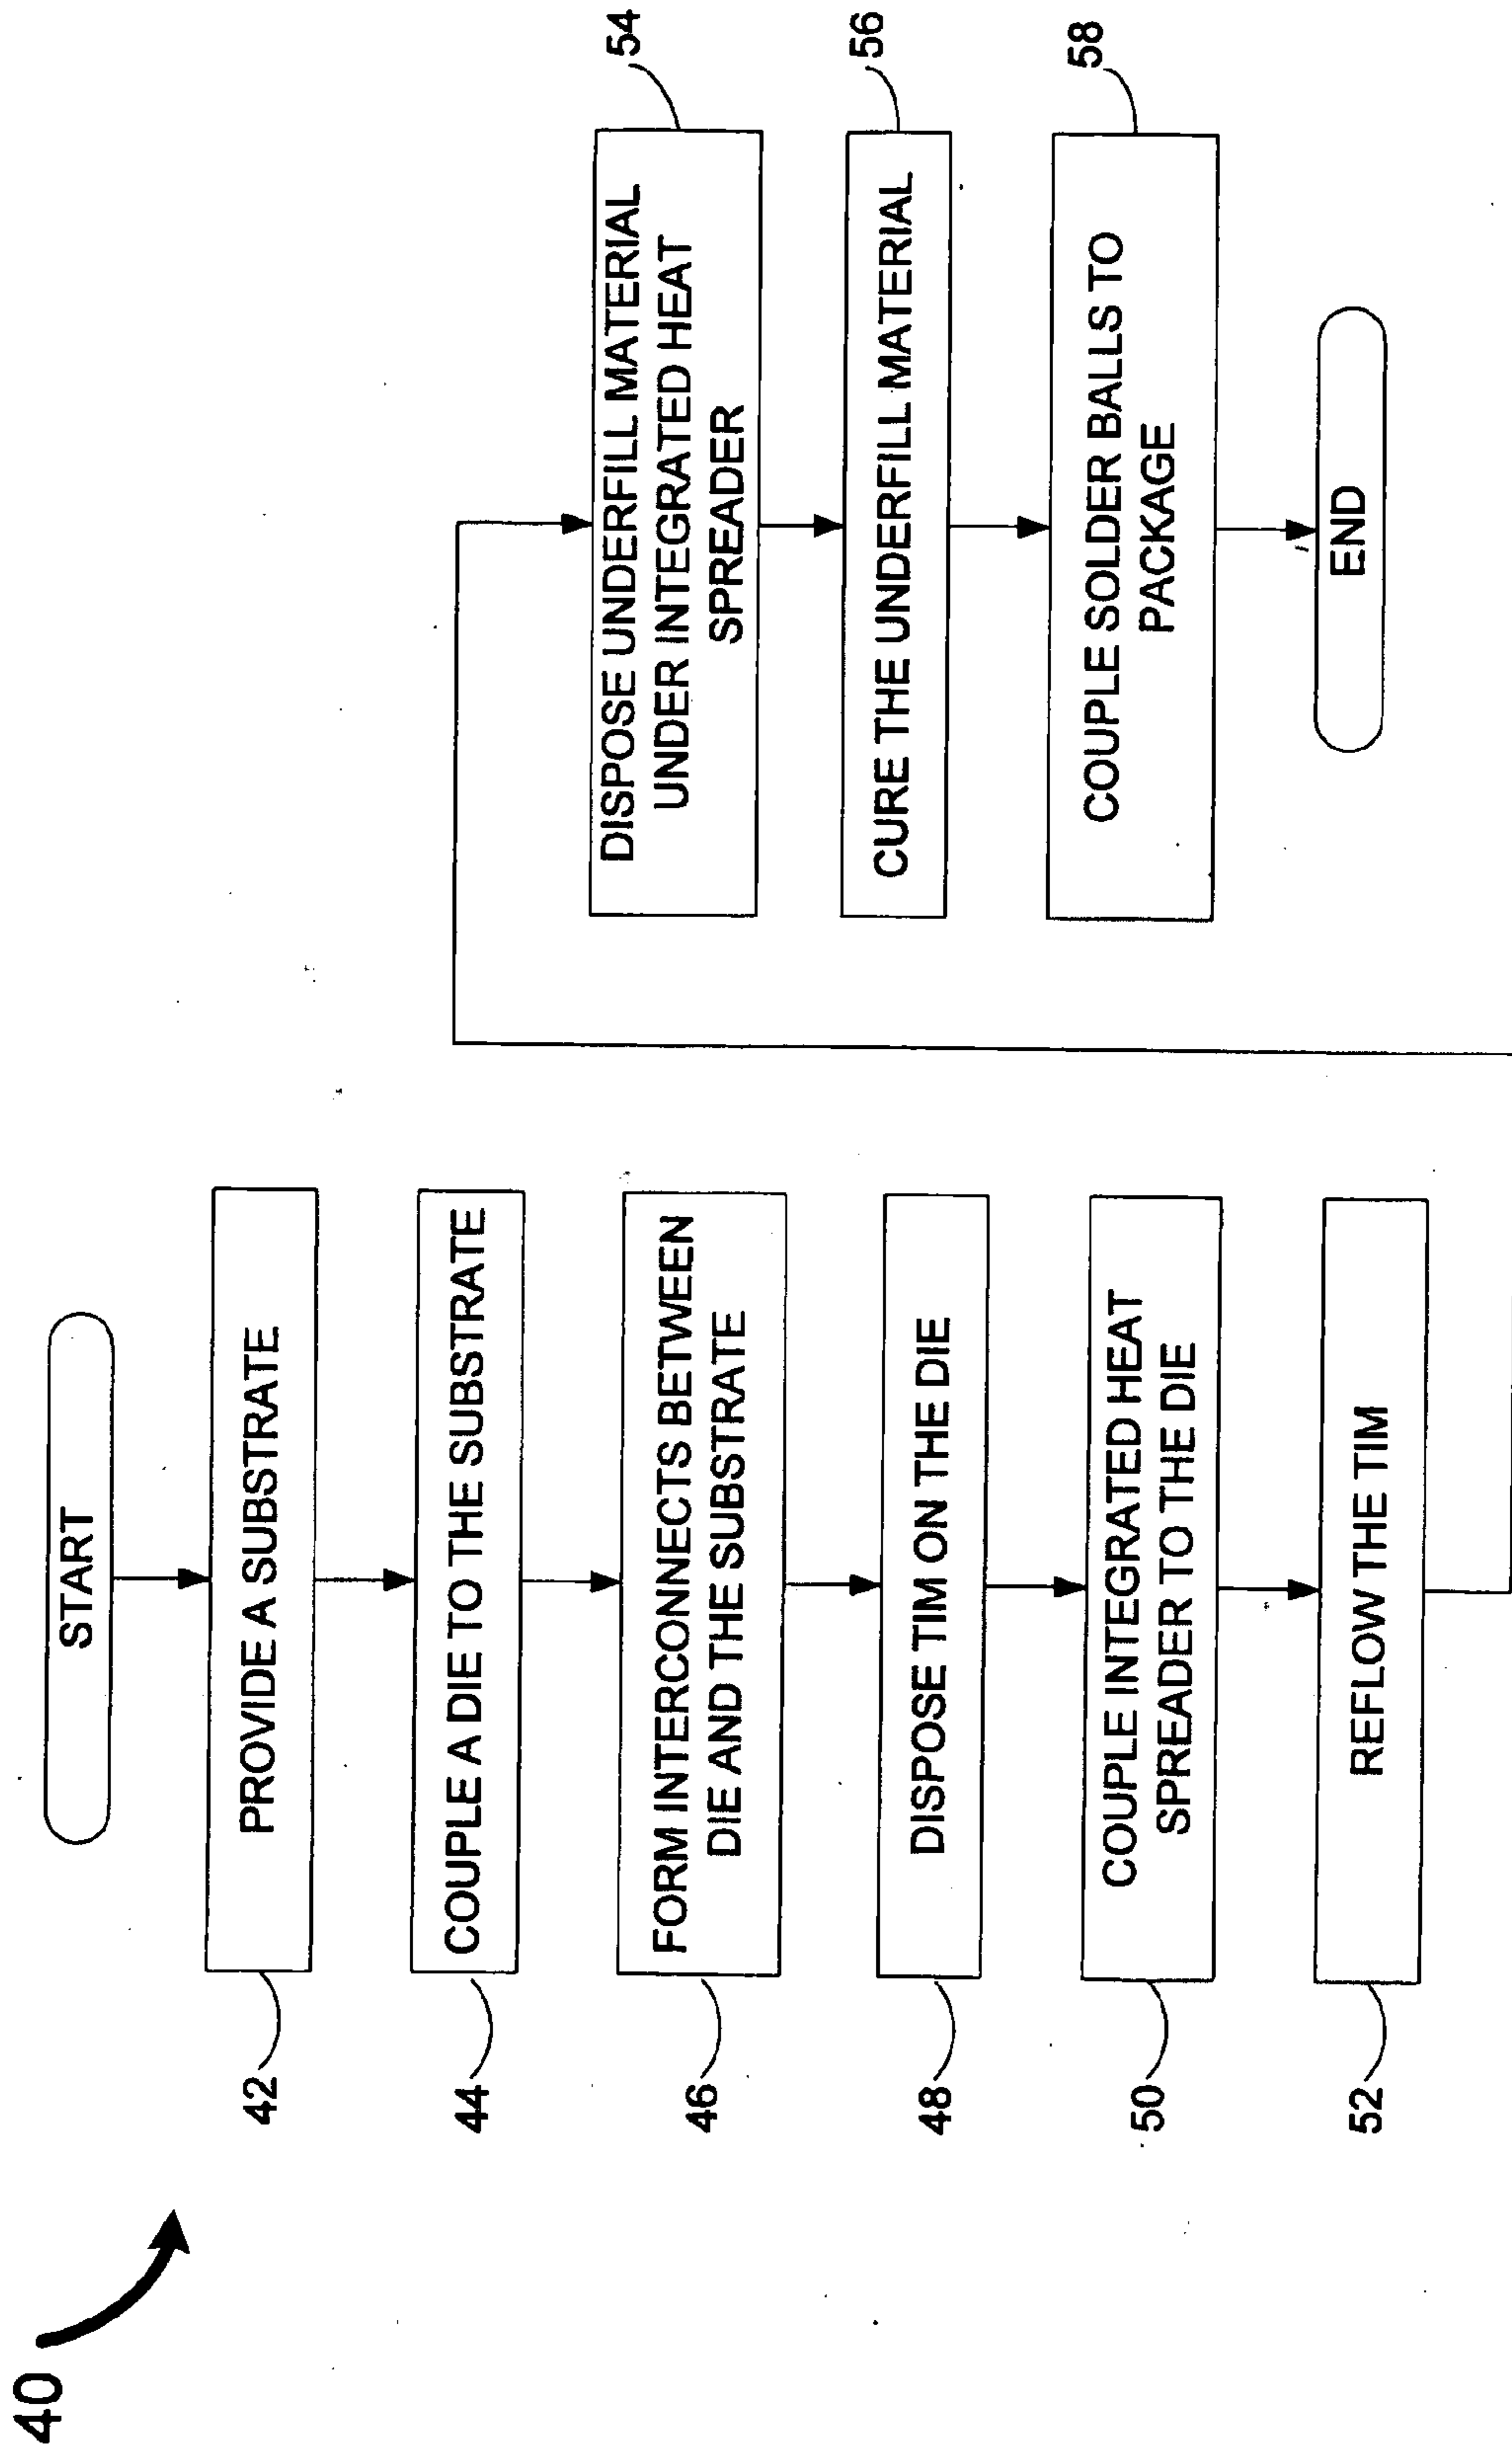 40
START
42
PROVIDE A SUBSTRATE
44
COUPLE A DIE TO THE SUBSTRATE
46
FORM INTERCONNECTS BETWEEN
DIE AND THE SUBSTRATE
48
DISPOSE TIM ON THE DIE
50
COUPLE INTEGRATED HEAT
SPREADER TO THE DIE
52
REFLOW THE TIM
54
DISPOSE UNDERFILL MATERIAL
UNDER INTEGRATED HEAT
SPREADER
56
CURE THE UNDERFILL MATERIAL
58
COUPLE SOLDER BALLS TO
PACKAGE
END